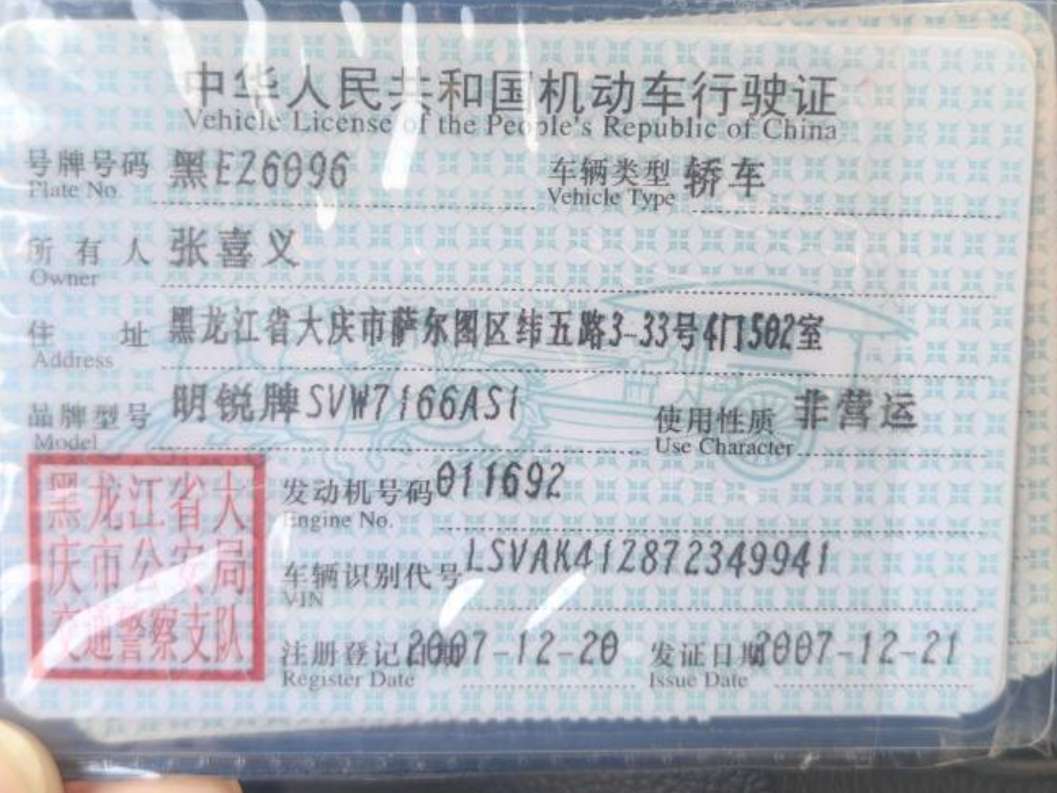 中华人民共和国机动车行驶证
Vehicle License of the People's Republic of China
号牌号码 黑EZ6096 车辆类型 轿车
Plate No. Vehicle Type
所有人 张喜义
Owner
住址 黑龙江省大庆市萨尔图区纬五路3-33号4门502室
Address
品牌型号 明锐牌SVW7166ASI 使用性质 非营运
Model Use Character
黑龙江省大
庆市公安局
交通警察支队
发动机号码 011692
Engine No.
车辆识别代号 LSVAK41Z872349941
VIN
注册登记日期 2007-12-20 发证日期 2007-12-21
Register Date Issue Date